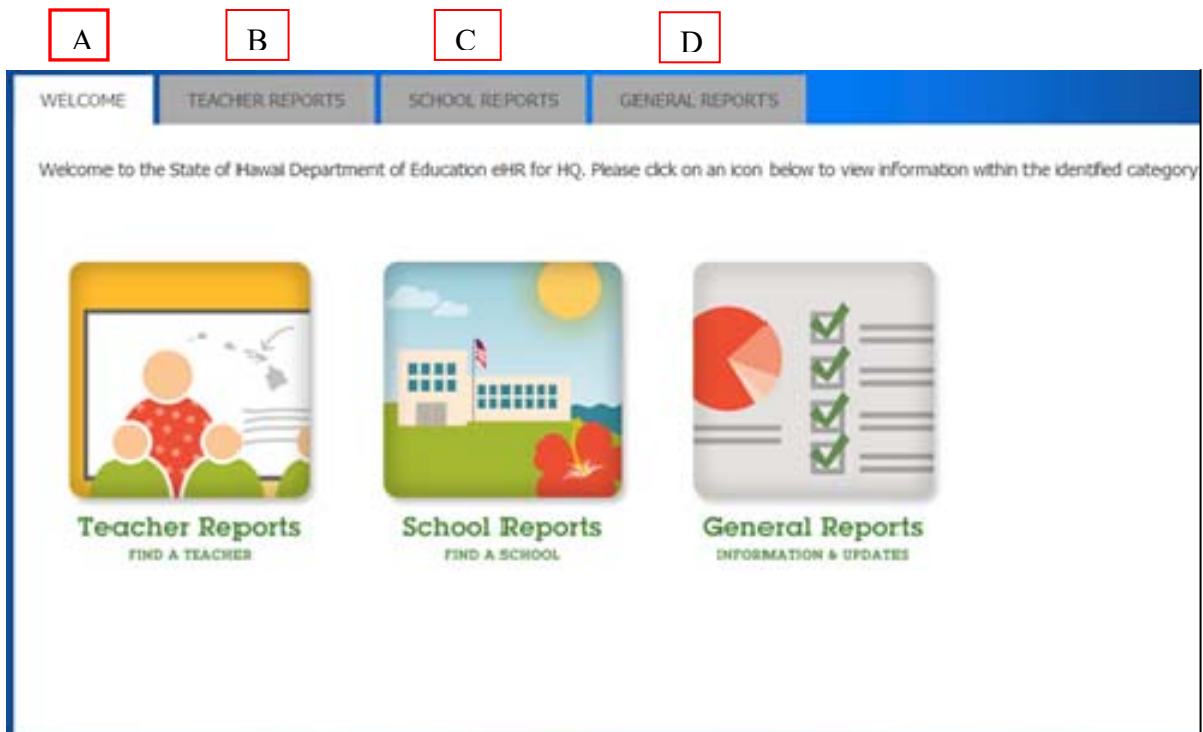 A B C D
WELCOME TEACHER REPORTS SCHOOL REPORTS GENERAL REPORTS
Welcome to the State of Hawaii Department of Education eHR for HQ. Please click on an icon below to view information within the identified category
Teacher Reports School Reports General Reports
FIND A TEACHER FIND A SCHOOL INFORMATION & UPDATES